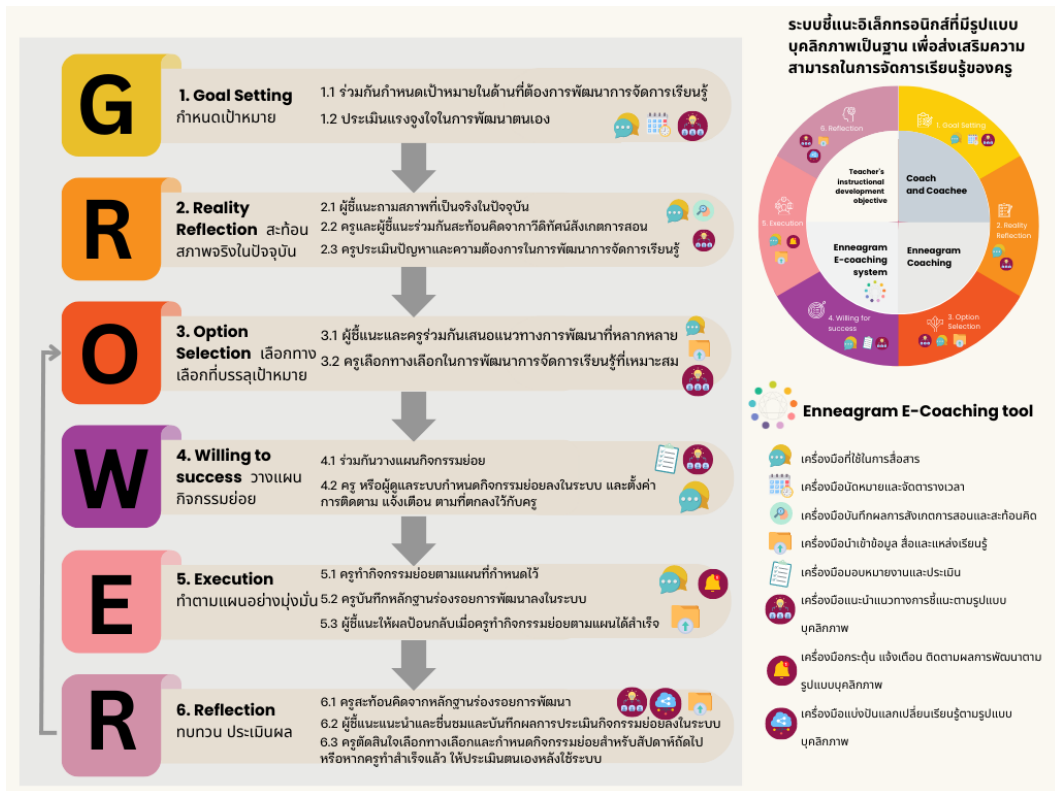 ระบบชี้แนะอิเล็กทรอนิกส์ที่มีรูปแบบ
บุคลิกภาพเป็นฐาน เพื่อส่งเสริมความ
สามารถในการจัดการเรียนรู้ของครู
G
1. Goal Setting
กำหนดเป้าหมาย
1.1 ร่วมกันกำหนดเป้าหมายในด้านที่ต้องการพัฒนาการจัดการเรียนรู้
1.2 ประเมินแรงจูงใจในการพัฒนาตนเอง
R
2. Reality
Reflection สะท้อน
สภาพจริงในปัจจุบัน
2.1 ผู้ชี้แนะถามสภาพที่เป็นจริงในปัจจุบัน
2.2 ครูและผู้ชี้แนะร่วมกันสะท้อนคิดจากาวีดิทัศน์สังเกตการสอน
2.3 ครูประเมินปัญหาและความต้องการในการพัฒนาการจัดการเรียนรู้
O
3. Option
Selection เลือกทาง
เลือกที่บรรลุเป้าหมาย
3.1 ผู้ชี้แนะและครูร่วมกันเสนอแนวทางการพัฒนาที่หลากหลาย
3.2 ครูเลือกทางเลือกในการพัฒนาการจัดการเรียนรู้ที่เหมาะสม
W
4. Willing to
success วางแผน
กิจกรรมย่อย
4.1 ร่วมกันวางแผนกิจกรรมย่อย
4.2 ครู หรือผู้ดูแลระบบกำหนดกิจกรรมย่อยลงในระบบ และตั้งค่า
การติดตาม แจ้งเตือน ตามที่ตกลงไว้กับครู
E
5. Execution
ทำตามแผนอย่างมุ่งมั่น
5.1 ครูทำกิจกรรมย่อยตามแผนที่กำหนดไว้
5.2 ครูบันทึกหลักฐานร่องรอยการพัฒนาลงในระบบ
5.3 ผู้ชี้แนะให้ผลป้อนกลับเมื่อครูทำกิจกรรมย่อยตามแผนได้สำเร็จ
R
6. Reflection
ทบทวน ประเมินผล
6.1 ครูสะท้อนคิดจากหลักฐานร่องรอยการพัฒนา
6.2 ผู้ชี้แนะแนะนำและชื่นชมและบันทึกผลการประเมินกิจกรรมย่อยลงในระบบ
6.3 ครูตัดสินใจเลือกทางเลือกและกำหนดกิจกรรมย่อยสำหรับสัปดาห์ถัดไป
หรือหากครูทำสำเร็จแล้ว ให้ประเมินตนเองหลังใช้ระบบ
1. Goal Setting
2. Reality
Reflection
3. Option
Selection
4. Willing for
success
5. Execution
6. Reflection
Teacher's
instructional
development
objective
Coach
and Coachee
Enneagram
E-coaching
system
Enneagram
Coaching
Enneagram E-Coaching tool
เครื่องมือที่ใช้ในการสื่อสาร
เครื่องมือนัดหมายและจัดตารางเวลา
เครื่องมือบันทึกผลการสังเกตการสอนและสะท้อนคิด
เครื่องมือนำเข้าข้อมูล สื่อและแหล่งเรียนรู้
เครื่องมือมอบหมายงานและประเมิน
เครื่องมือแนะนำแนวทางการชี้แนะตามรูปแบบ
บุคลิกภาพ
เครื่องมือกระตุ้น แจ้งเตือน ติดตามผลการพัฒนาตาม
รูปแบบบุคลิกภาพ
เครื่องมือแบ่งปันแลกเปลี่ยนเรียนรู้ตามรูปแบบ
บุคลิกภาพ